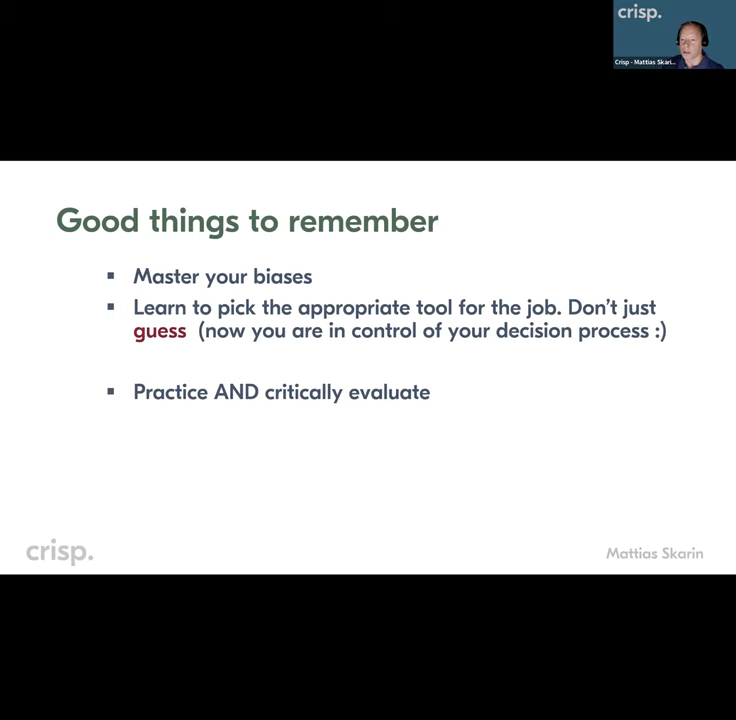 crisp.
Crisp - Mattias Skari...
Good things to remember
▪ Master your biases
▪ Learn to pick the appropriate tool for the job. Don't just
guess (now you are in control of your decision process :)
▪ Practice AND critically evaluate
crisp.
Mattias Skarin